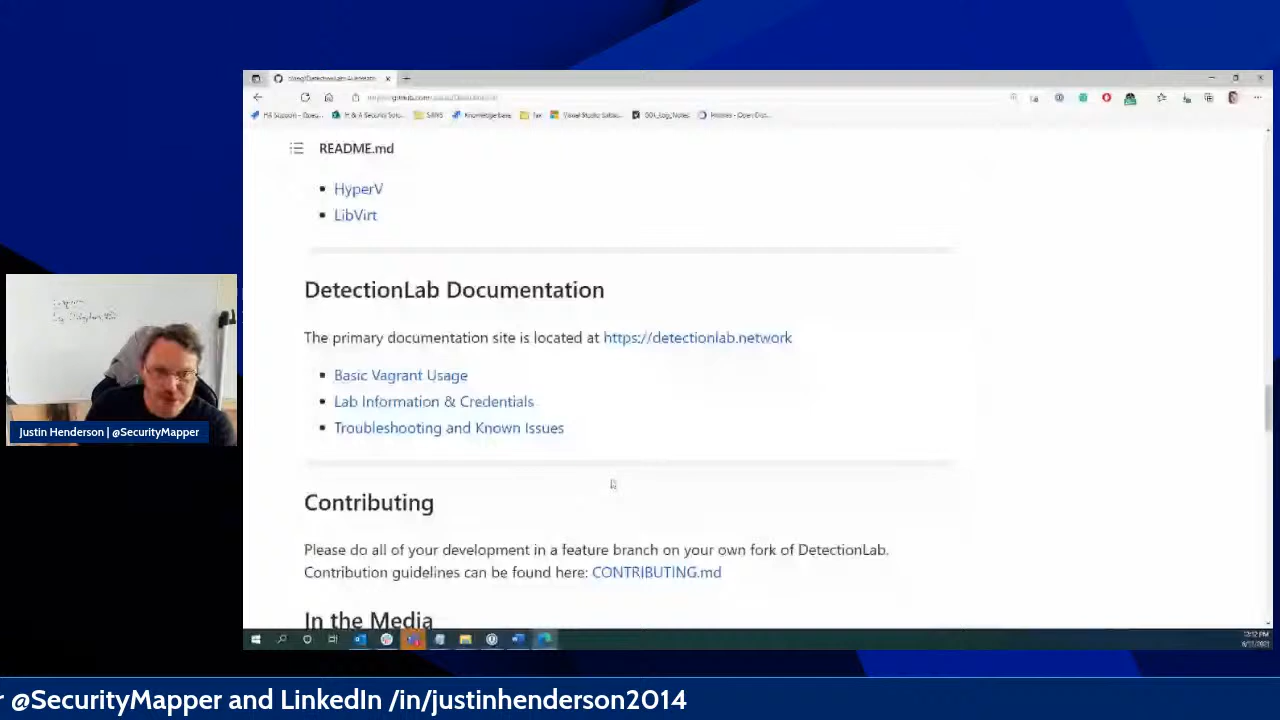 README.md
HyperV
LibVirt
DetectionLab Documentation
The primary documentation site is located at https://detectionlab.network
Basic Vagrant Usage
Lab Information & Credentials
Troubleshooting and Known Issues
Contributing
Please do all of your development in a feature branch on your own fork of DetectionLab.
Contribution guidelines can be found here: CONTRIBUTING.md
In the Media
Justin Henderson | @SecurityMapper
@SecurityMapper and LinkedIn /in/justinhenderson2014